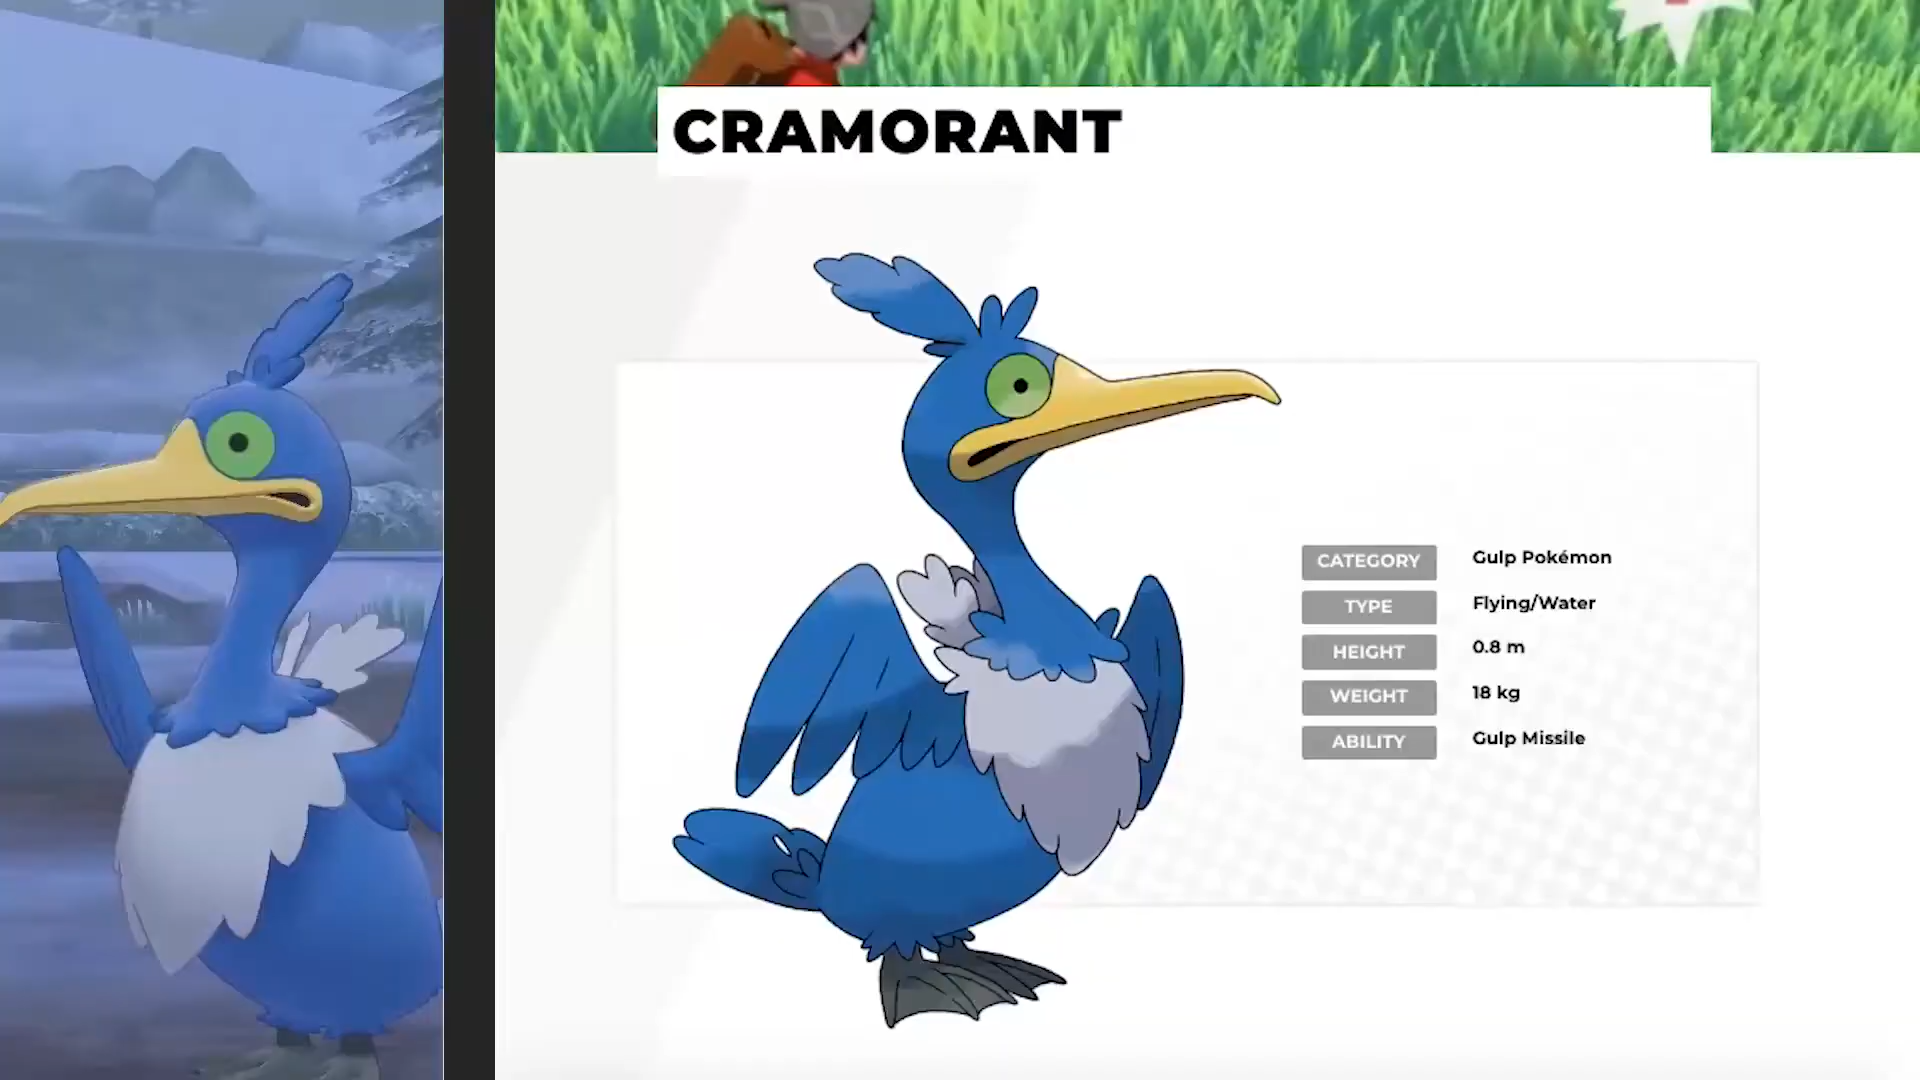 CRAMORANT
CATEGORY Gulp Pokémon
TYPE Flying/Water
HEIGHT 0.8 m
WEIGHT 18 kg
ABILITY Gulp Missile